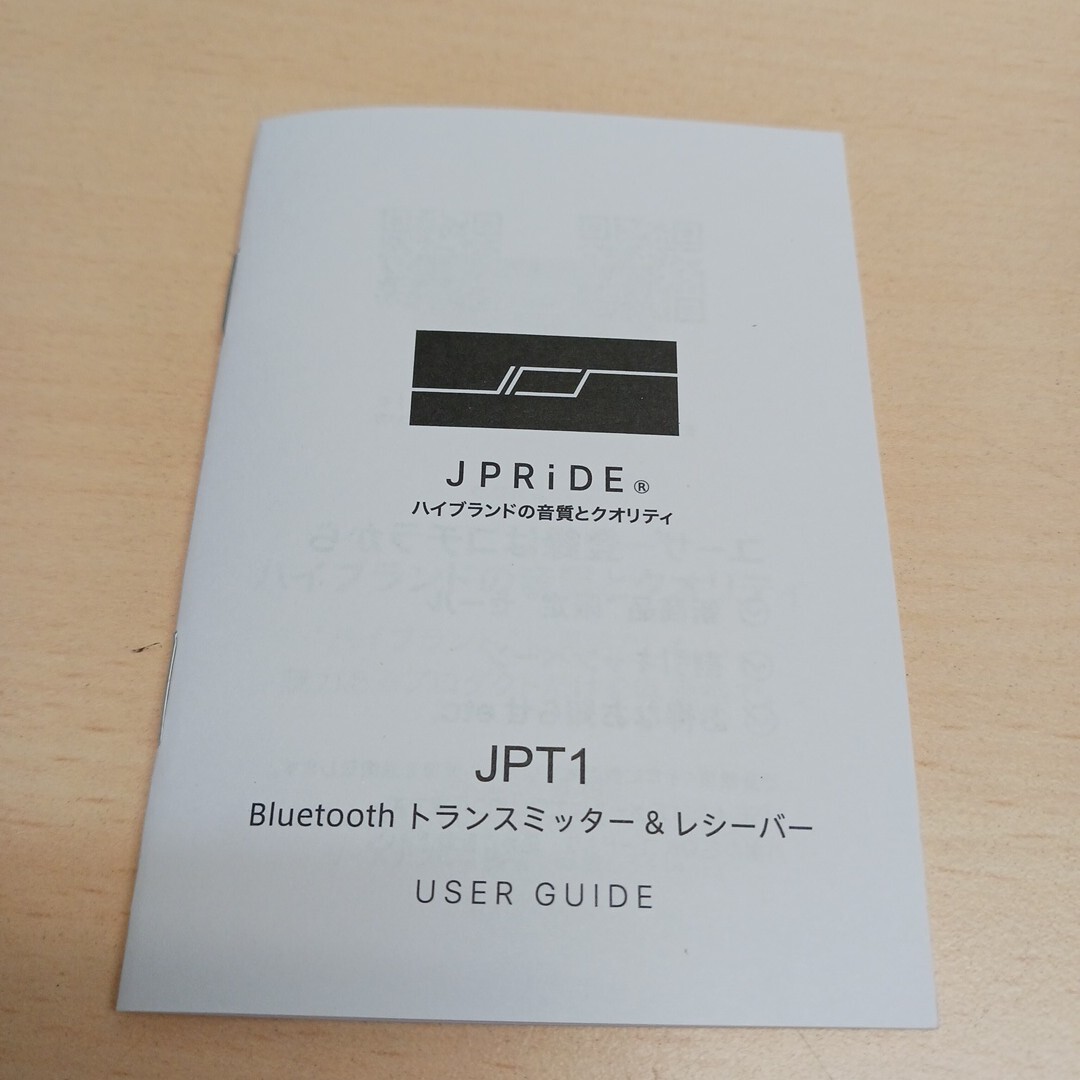 JPRiDE®
ハイブランドの音質とクオリティ
JPT1
Bluetooth トランスミッター & レシーバー
USER GUIDE